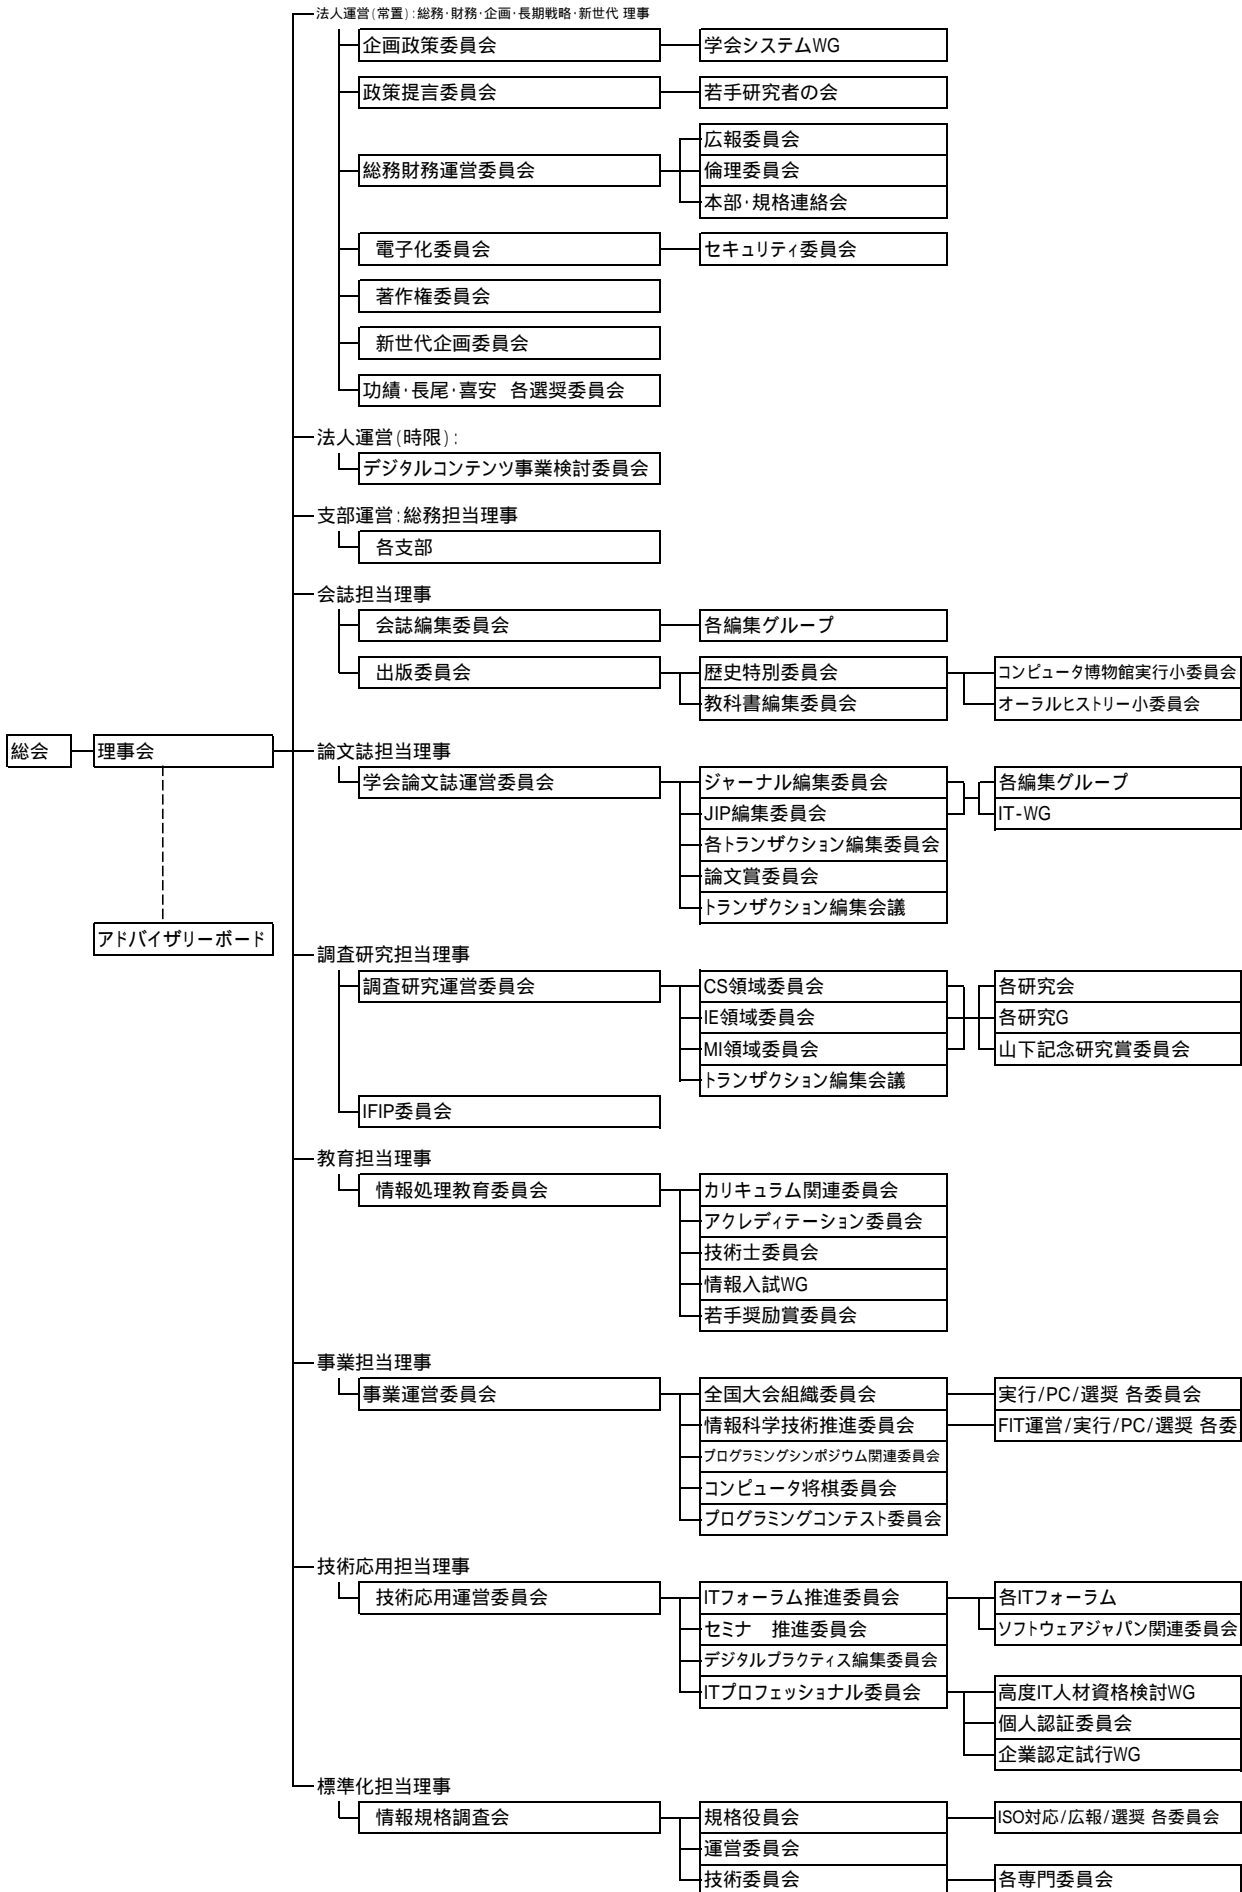 法人運営(常置):総務・財務・企画・長期戦略・新世代 理事
企画政策委員会 学会システムWG
政策提言委員会 若手研究者の会
広報委員会
総務財務運営委員会 倫理委員会
本部・規格連絡会
電子化委員会 セキュリティ委員会
著作権委員会
新世代企画委員会
功績・長尾・喜安 各選奨委員会
法人運営(時限):
デジタルコンテンツ事業検討委員会
支部運営:総務担当理事
各支部
会誌担当理事
会誌編集委員会 各編集グループ
出版委員会 歴史特別委員会 コンピュータ博物館実行小委員会
教科書編集委員会 オーラルヒストリー小委員会
総会 理事会 論文誌担当理事
学会論文誌運営委員会 ジャーナル編集委員会 各編集グループ
JIP編集委員会 IT-WG
各トランザクション編集委員会
論文賞委員会
トランザクション編集会議
アドバイザリーボード
調査研究担当理事
調査研究運営委員会 CS領域委員会 各研究会
IE領域委員会 各研究G
MI領域委員会 山下記念研究賞委員会
トランザクション編集会議
IFIP委員会
教育担当理事
情報処理教育委員会 カリキュラム関連委員会
アクレディテーション委員会
技術士委員会
情報入試WG
若手奨励賞委員会
事業担当理事
事業運営委員会 全国大会組織委員会 実行/PC/選奨 各委員会
情報科学技術推進委員会 FIT運営/実行/PC/選奨 各委
プログラミングシンポジウム関連委員会
コンピュータ将棋委員会
プログラミングコンテスト委員会
技術応用担当理事
技術応用運営委員会 ITフォーラム推進委員会 各ITフォーラム
セミナ 推進委員会 ソフトウェアジャパン関連委員会
デジタルプラクティス編集委員会
ITプロフェッショナル委員会 高度IT人材資格検討WG
個人認証委員会
企業認定試行WG
標準化担当理事
情報規格調査会 規格役員会 ISO対応/広報/選奨 各委員会
運営委員会
技術委員会 各専門委員会